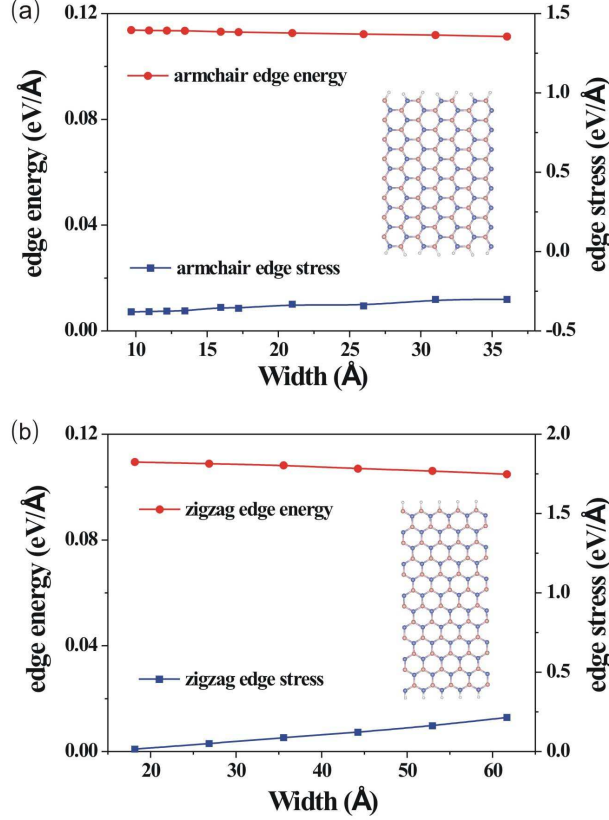 (a)
0.12
0.08
0.04
0.00
edge energy (eV/Å)
1.5
1.0
0.5
0.0
-0.5
edge stress (eV/Å)
armchair edge energy
armchair edge stress
10 15 20 25 30 35
Width (Å)
(b)
0.12
0.08
0.04
0.00
edge energy (eV/Å)
2.0
1.5
1.0
0.5
0.0
edge stress (eV/Å)
zigzag edge energy
zigzag edge stress
20 30 40 50 60
Width (Å)